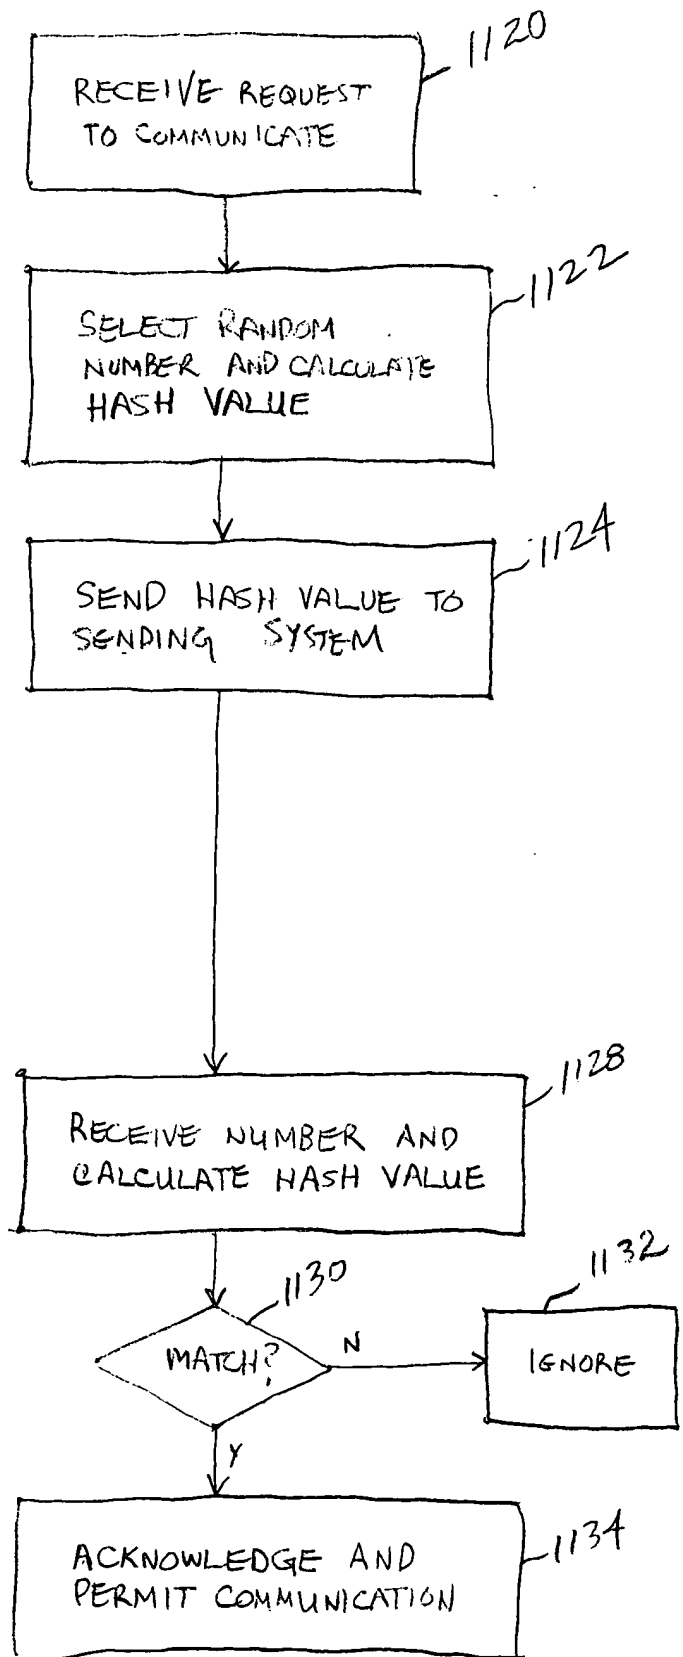 1120
RECEIVE REQUEST
TO COMMUNICATE
1122
SELECT RANDOM
NUMBER AND CALCULATE
HASH VALUE
1124
SEND HASH VALUE TO
SENDING SYSTEM
1128
RECEIVE NUMBER AND
CALCULATE HASH VALUE
1130
MATCH?
N
1132
IGNORE
Y
1134
ACKNOWLEDGE AND
PERMIT COMMUNICATION